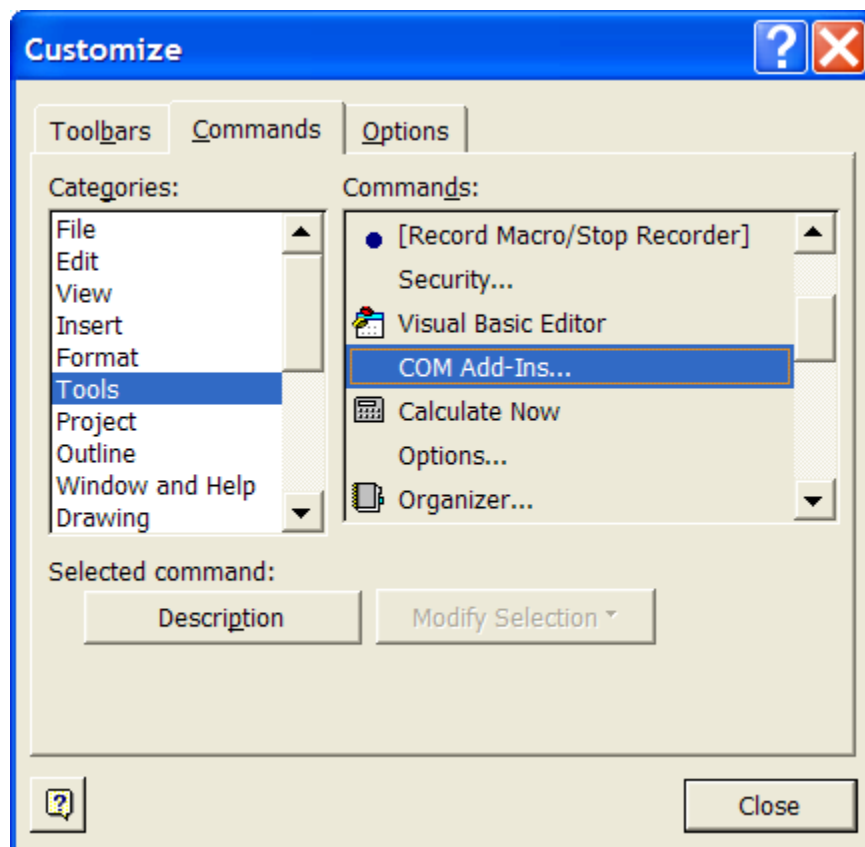 Customize
Toolbars Commands Options
Categories: Commands:
File
Edit
View
Insert
Format
Tools
Project
Outline
Window and Help
Drawing
[Record Macro/Stop Recorder]
Security...
Visual Basic Editor
COM Add-Ins...
Calculate Now
Options...
Organizer...
Selected command:
Description Modify Selection
Close